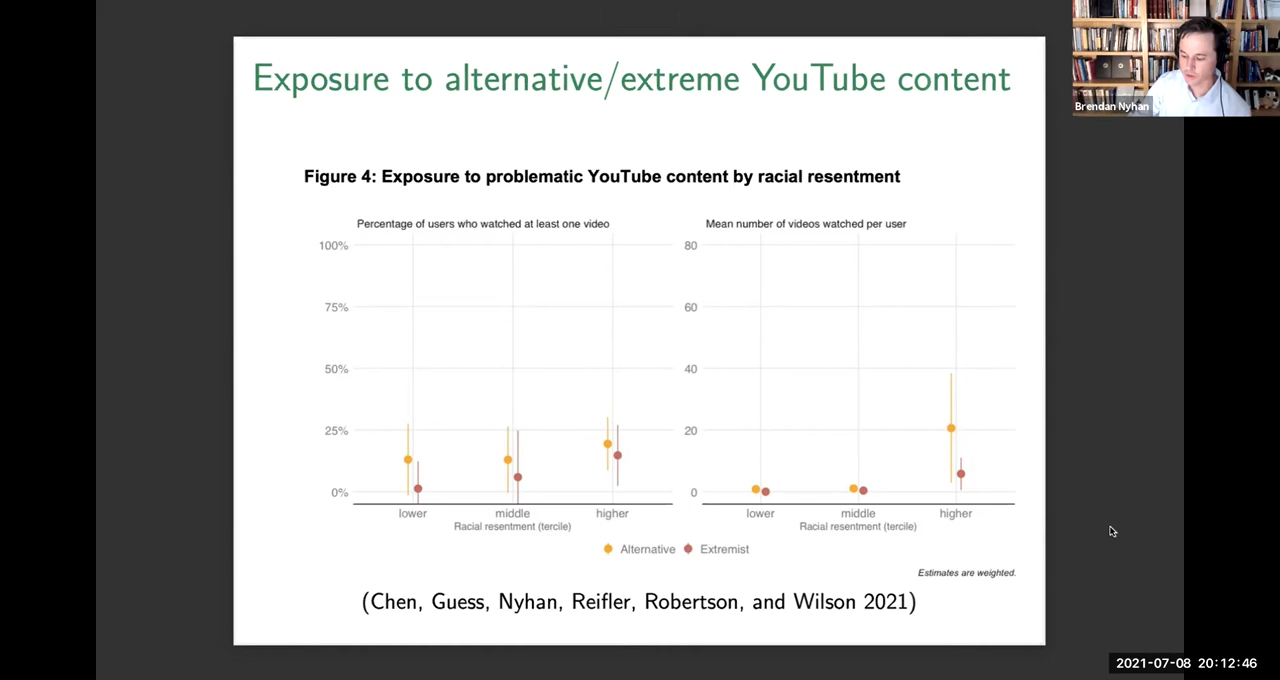 Exposure to alternative/extreme YouTube content
Brendan Nyhan
Figure 4: Exposure to problematic YouTube content by racial resentment
Percentage of users who watched at least one video
100%
75%
50%
25%
0%
lower middle higher
Racial resentment (tercile)
Mean number of videos watched per user
80
60
40
20
0
lower middle higher
Racial resentment (tercile)
Alternative Extremist
Estimates are weighted.
(Chen, Guess, Nyhan, Reifler, Robertson, and Wilson 2021)
2021-07-08 20:12:46